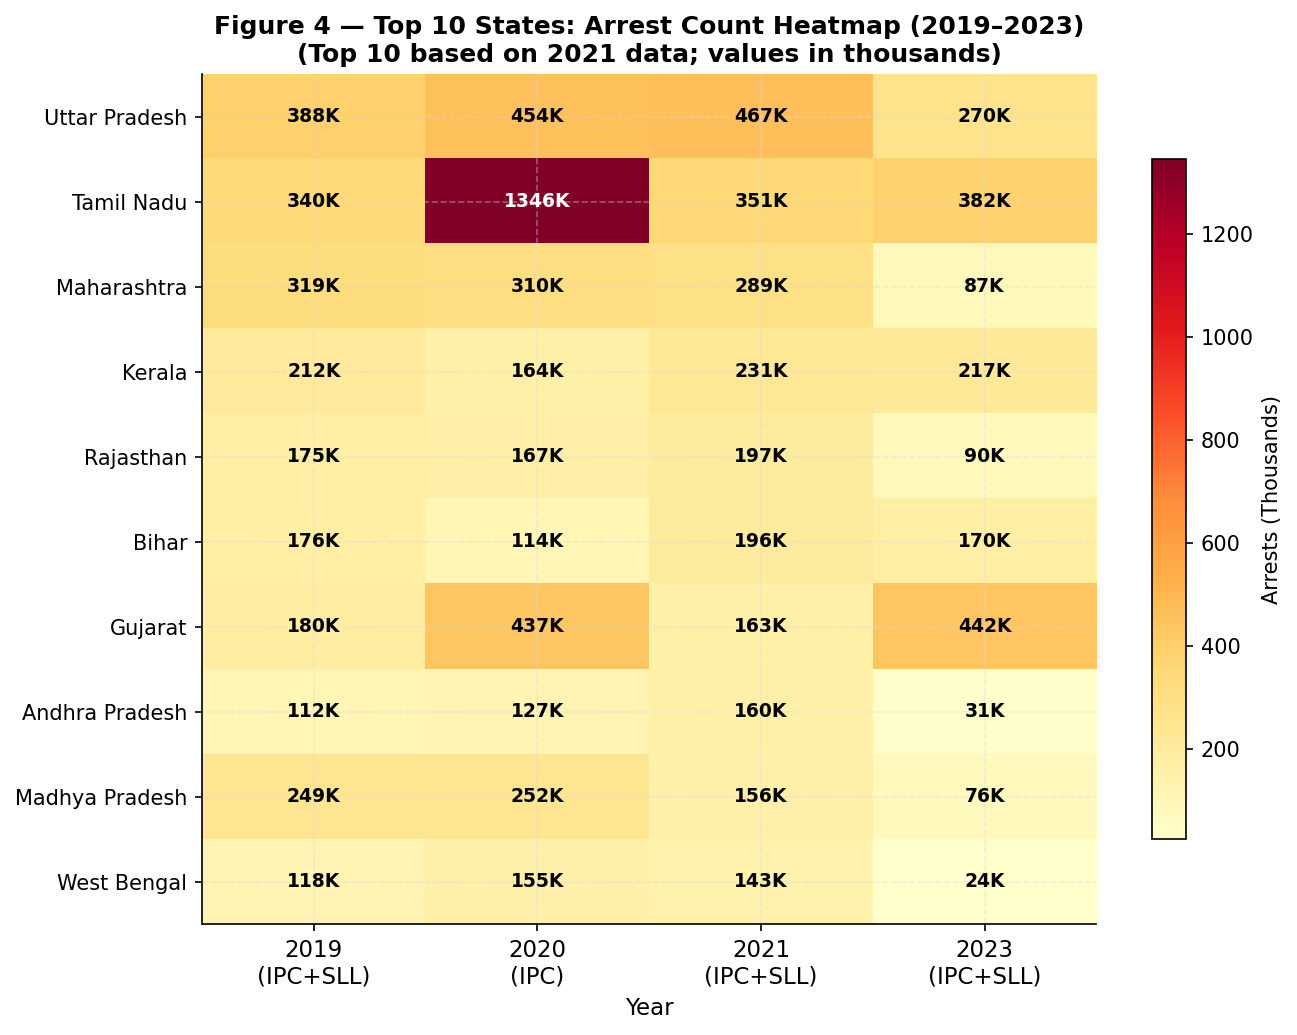 Figure 4 — Top 10 States: Arrest Count Heatmap (2019–2023)
(Top 10 based on 2021 data; values in thousands)
Uttar Pradesh 388K 454K 467K 270K
Tamil Nadu 340K 1346K 351K 382K
Maharashtra 319K 310K 289K 87K
Kerala 212K 164K 231K 217K
Rajasthan 175K 167K 197K 90K
Bihar 176K 114K 196K 170K
Gujarat 180K 437K 163K 442K
Andhra Pradesh 112K 127K 160K 31K
Madhya Pradesh 249K 252K 156K 76K
West Bengal 118K 155K 143K 24K
2019 2020 2021 2023
(IPC+SLL) (IPC) (IPC+SLL) (IPC+SLL)
Year
1200
1000
800
600
400
200
Arrests (Thousands)